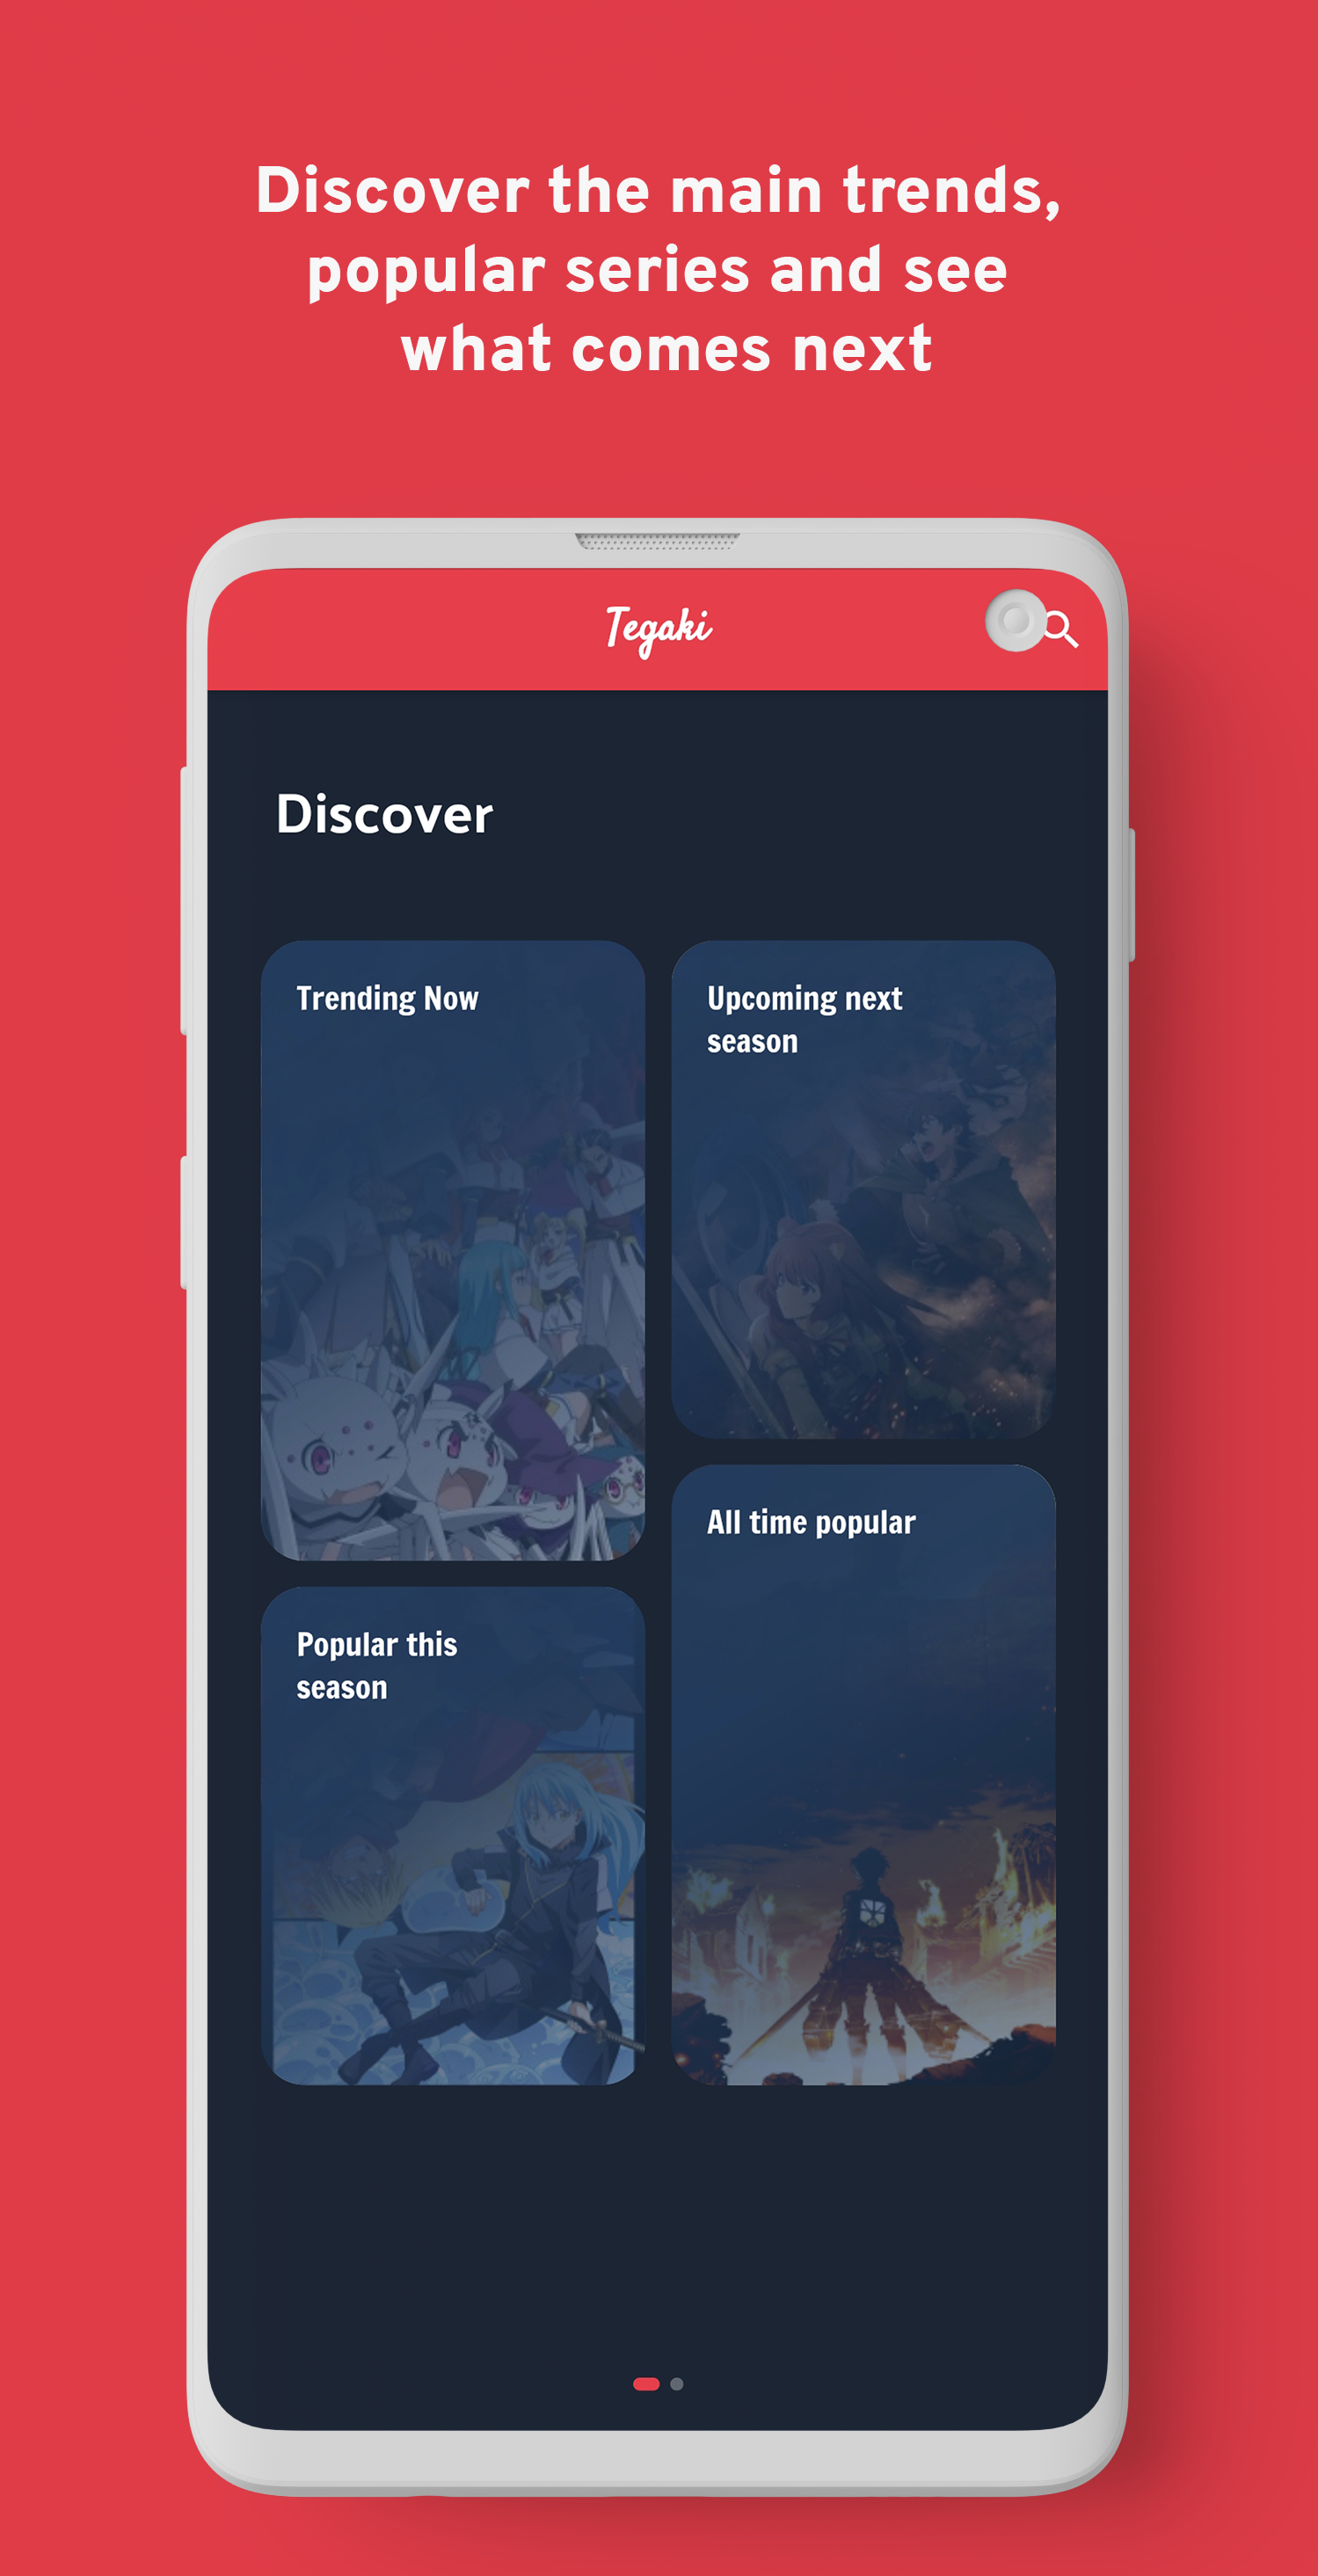 Discover the main trends,
popular series and see
what comes next
Tegaki
Discover
Trending Now
Upcoming next
season
All time popular
Popular this
season